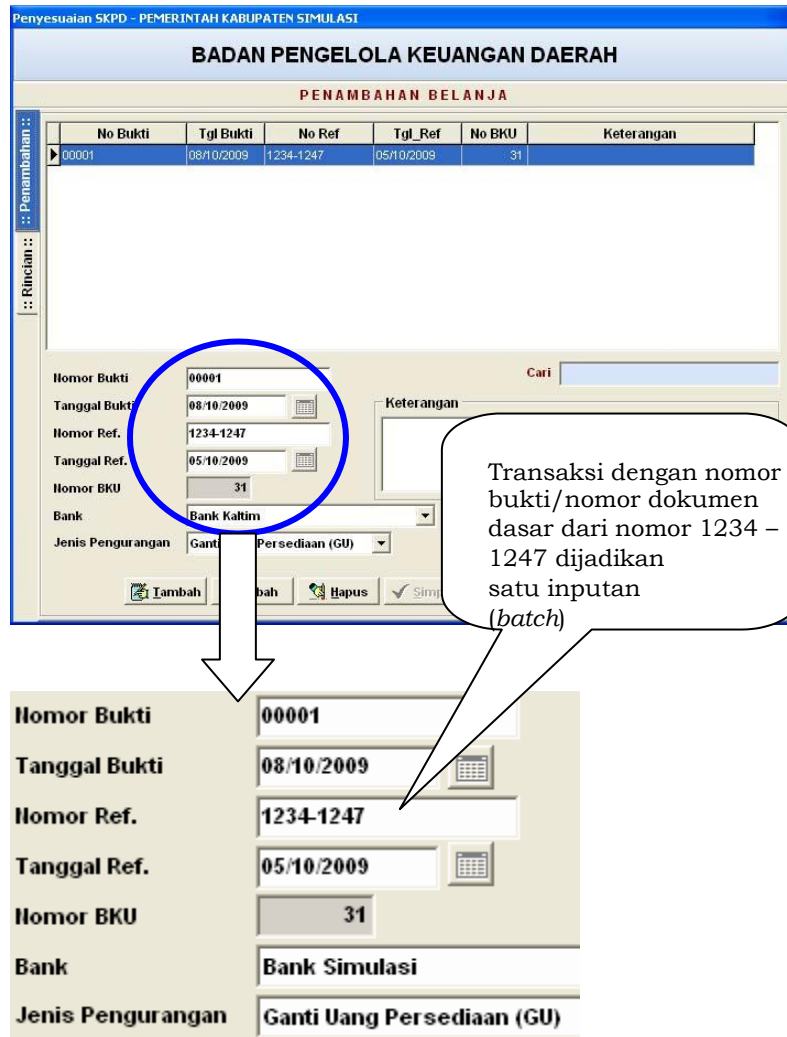 Penyesuaian SKPD - PEMERINTAH KABUPATEN SIMULASI
BADAN PENGELOLA KEUANGAN DAERAH
PENAMBAHAN BELANJA
:: Penambahan ::
:: Rincian ::
No Bukti Tgl Bukti No Ref Tgl_Ref No BKU Keterangan
00001 08/10/2009 1234-1247 05/10/2009 31
Cari
Nomor Bukti 00001
Tanggal Bukti 08/10/2009 Keterangan
Nomor Ref. 1234-1247
Tanggal Ref. 05/10/2009
Nomor BKU 31
Bank Bank Kaltim
Jenis Pengurangan Ganti Persediaan (GU)
Tambah bah Hapus Simp
Transaksi dengan nomor
bukti/nomor dokumen
dasar dari nomor 1234 –
1247 dijadikan
satu inputan
(batch)
Nomor Bukti 00001
Tanggal Bukti 08/10/2009
Nomor Ref. 1234-1247
Tanggal Ref. 05/10/2009
Nomor BKU 31
Bank Bank Simulasi
Jenis Pengurangan Ganti Uang Persediaan (GU)